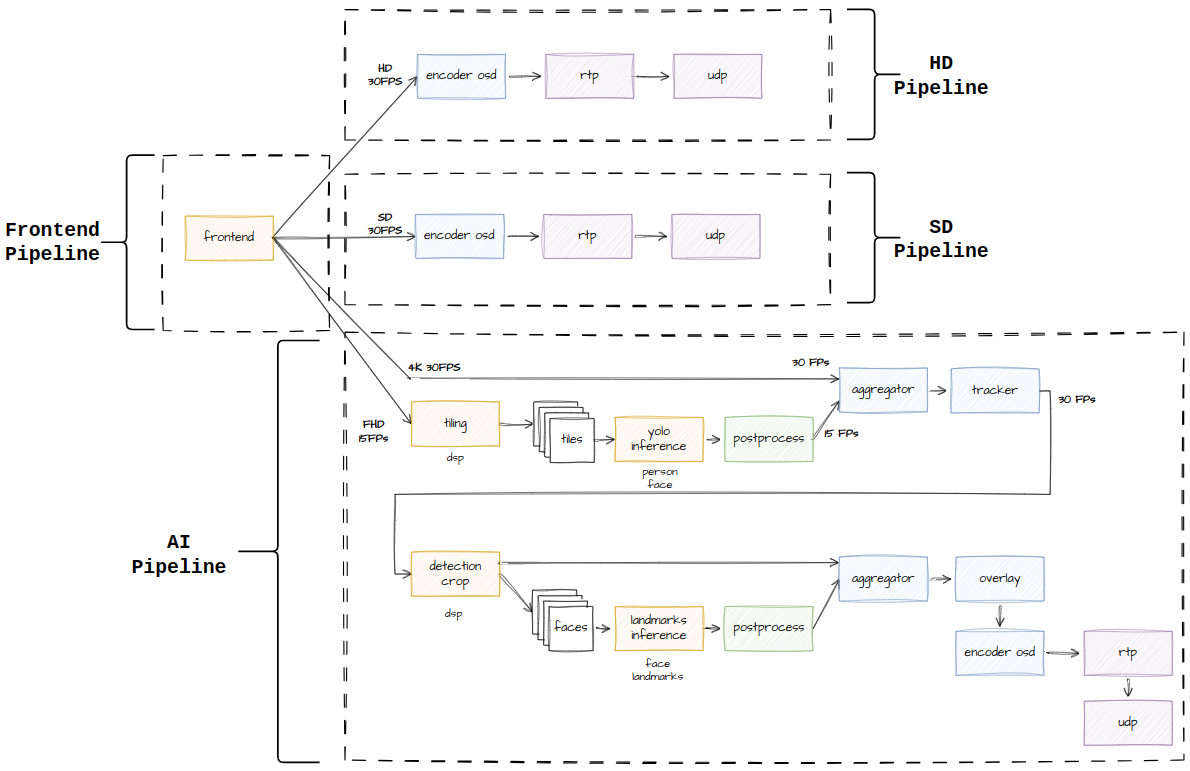 HD
30FPS
encoder osd
rtp
udp
HD
Pipeline
Frontend
Pipeline
frontend
SD
30FPS
encoder osd
rtp
udp
SD
Pipeline
AI
Pipeline
4K 30FPS
30 FPs
aggregator
tracker
30 FPs
FHD
15FPs
tiling
dsp
tiles
yolo
inference
person
face
postprocess
15 FPs
detection
crop
dsp
faces
landmarks
inference
face
landmarks
postprocess
aggregator
overlay
encoder osd
rtp
udp